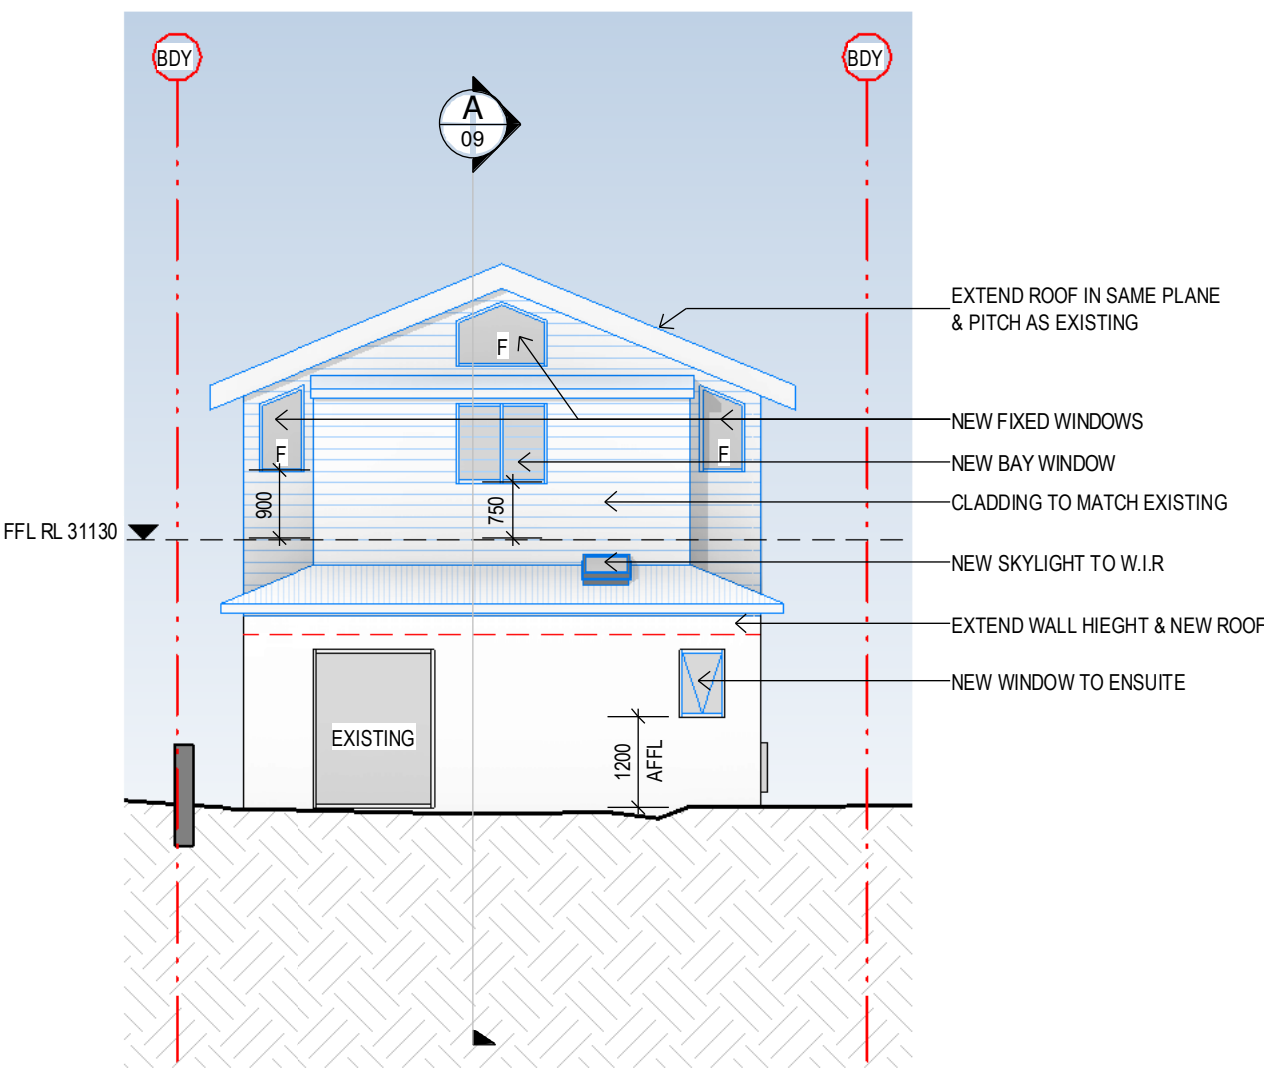 BDY
BDY
A
09
EXTEND ROOF IN SAME PLANE
& PITCH AS EXISTING
F
NEW FIXED WINDOWS
F
F
NEW BAY WINDOW
900
750
CLADDING TO MATCH EXISTING
FFL RL 31130
NEW SKYLIGHT TO W.I.R
EXTEND WALL HIEGHT & NEW ROOF
NEW WINDOW TO ENSUITE
EXISTING
1200
AFFL